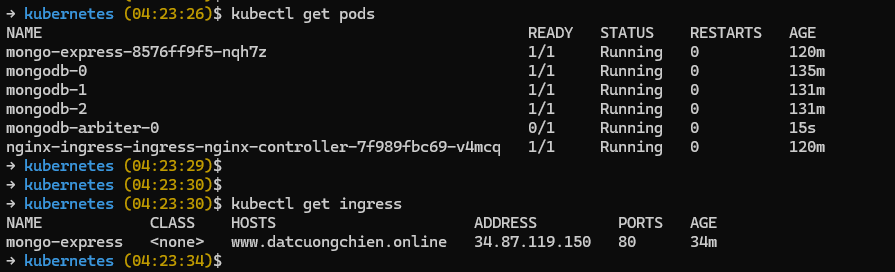 → kubernetes (04:23:26)$ kubectl get pods
NAME READY STATUS RESTARTS AGE
mongo-express-8576ff9f5-nqh7z 1/1 Running 0 120m
mongodb-0 1/1 Running 0 135m
mongodb-1 1/1 Running 0 131m
mongodb-2 1/1 Running 0 131m
mongodb-arbiter-0 0/1 Running 0 15s
nginx-ingress-ingress-nginx-controller-7f989fbc69-v4mcq 1/1 Running 0 120m
→ kubernetes (04:23:29)$
→ kubernetes (04:23:30)$
→ kubernetes (04:23:30)$ kubectl get ingress
NAME CLASS HOSTS ADDRESS PORTS AGE
mongo-express <none> www.datcuongchien.online 34.87.119.150 80 34m
→ kubernetes (04:23:34)$